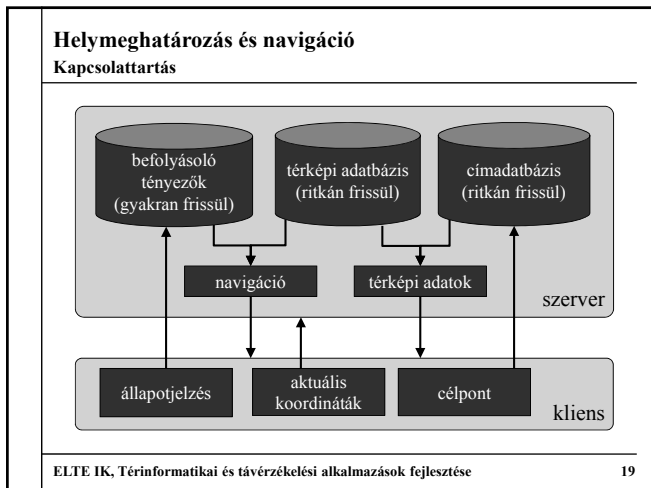 Helymeghatározás és navigáció
Kapcsolattartás
befolyásoló
tényezők
(gyakran frissül)
térképi adatbázis
(ritkán frissül)
címadatbázis
(ritkán frissül)
navigáció
térképi adatok
szerver
állapotjelzés
aktuális
koordináták
célpont
kliens
ELTE IK, Térinformatikai és távérzékelési alkalmazások fejlesztése
19